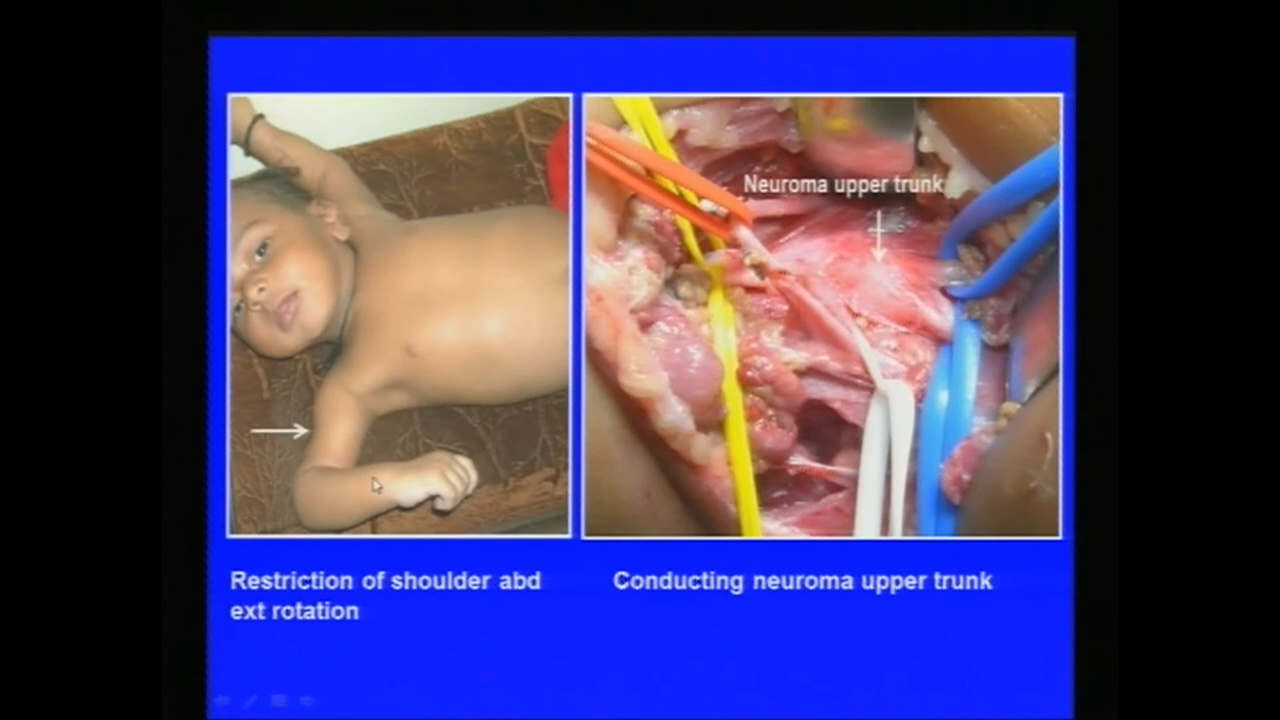 Neuroma upper trunk
Restriction of shoulder abd
ext rotation
Conducting neuroma upper trunk